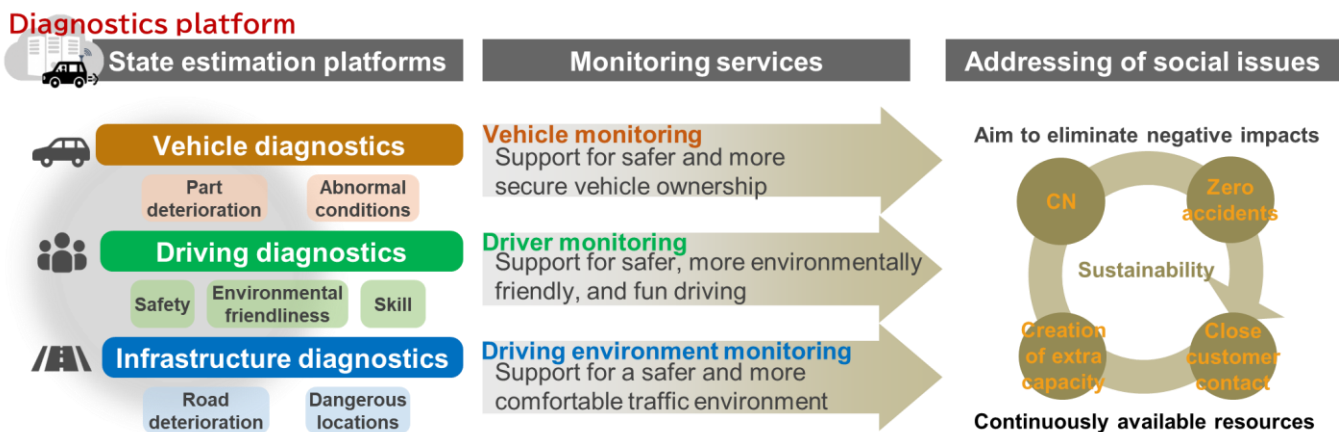 Diagnostics platform
State estimation platforms
Monitoring services
Addressing of social issues
Vehicle diagnostics
Part
deterioration
Abnormal
conditions
Vehicle monitoring
Support for safer and more
secure vehicle ownership
Driving diagnostics
Safety
Environmental
friendliness
Skill
Driver monitoring
Support for safer, more environmentally
friendly, and fun driving
Infrastructure diagnostics
Road
deterioration
Dangerous
locations
Driving environment monitoring
Support for a safer and more
comfortable traffic environment
Aim to eliminate negative impacts
CN
Zero
accidents
Sustainability
Creation
of extra
capacity
Close
customer
contact
Continuously available resources